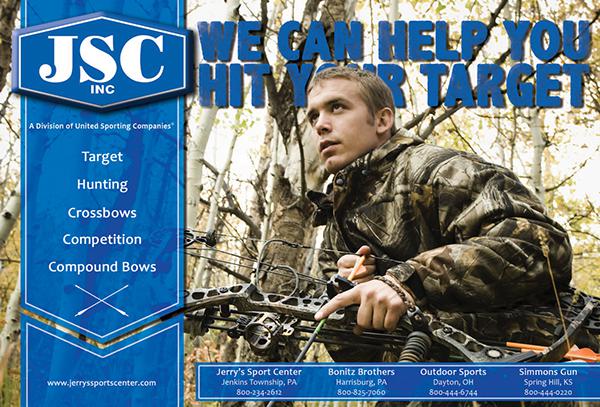 JSC
INC
WE CAN HELP YOU
HIT YOUR TARGET
A Division of United Sporting Companies®
Target
Hunting
Crossbows
Competition
Compound Bows
www.jerryssportscenter.com
Jerry's Sport Center
Jenkins Township, PA
800-234-2612
Bonitz Brothers
Harrisburg, PA
800-825-7060
Outdoor Sports
Dayton, OH
800-444-6744
Simmons Gun
Spring Hill, KS
800-444-0220